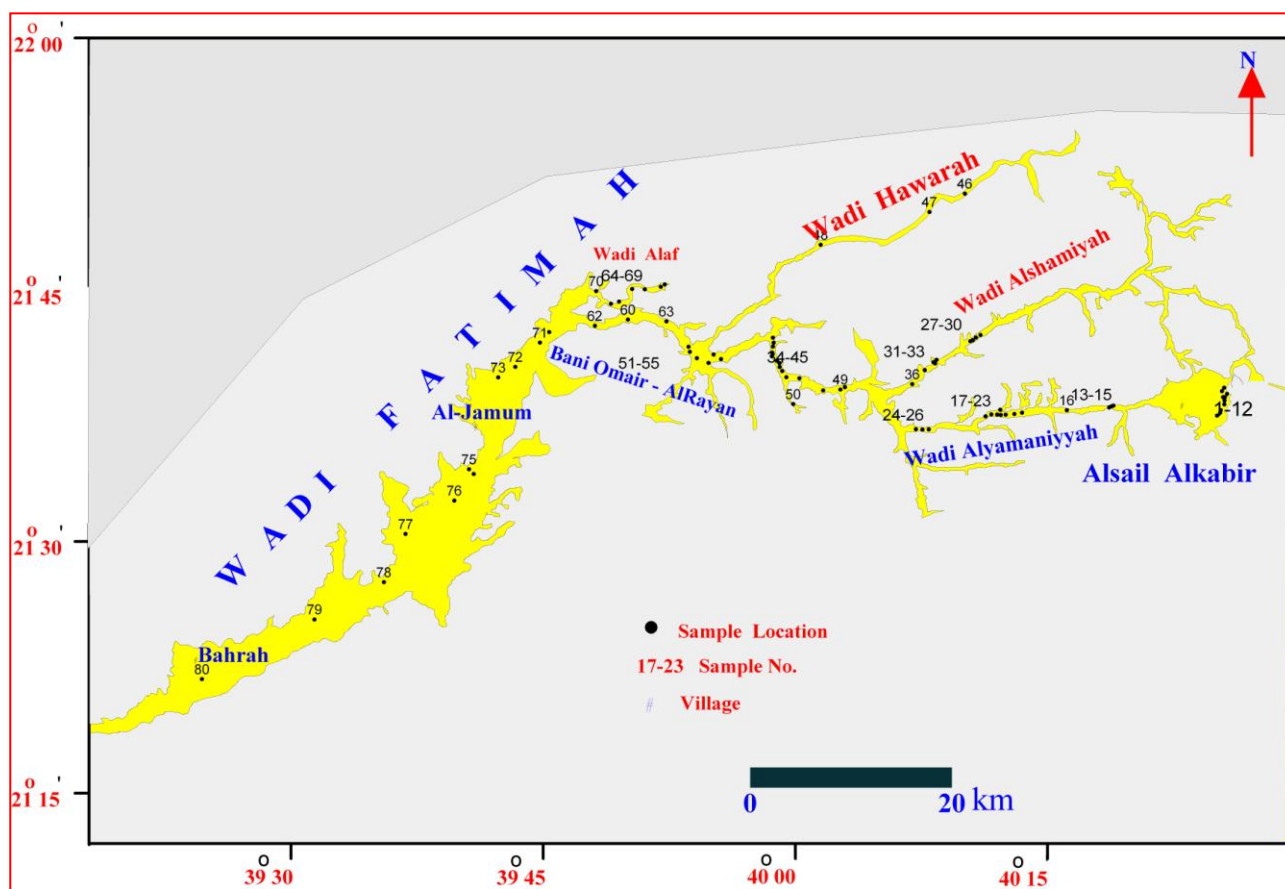 22 00
N
WADI FATIMAH
Wadi Hawarah
46
47
48
Wadi Alaf
64-69
70
21 45
Wadi Alshamiyah
27-30
62
60
63
71
31-33
34-45
72
51-55
Bani Omair - AlRayan
36
73
49
50
17-23
16
13-15
1-12
Al-Jamum
24-26
Wadi Alyamaniyyah
Alsail Alkabir
75
76
77
21 30
78
79
Sample Location
Bahrah
80
17-23 Sample No.
# Village
21 15
0 20 km
39 30
39 45
40 00
40 15